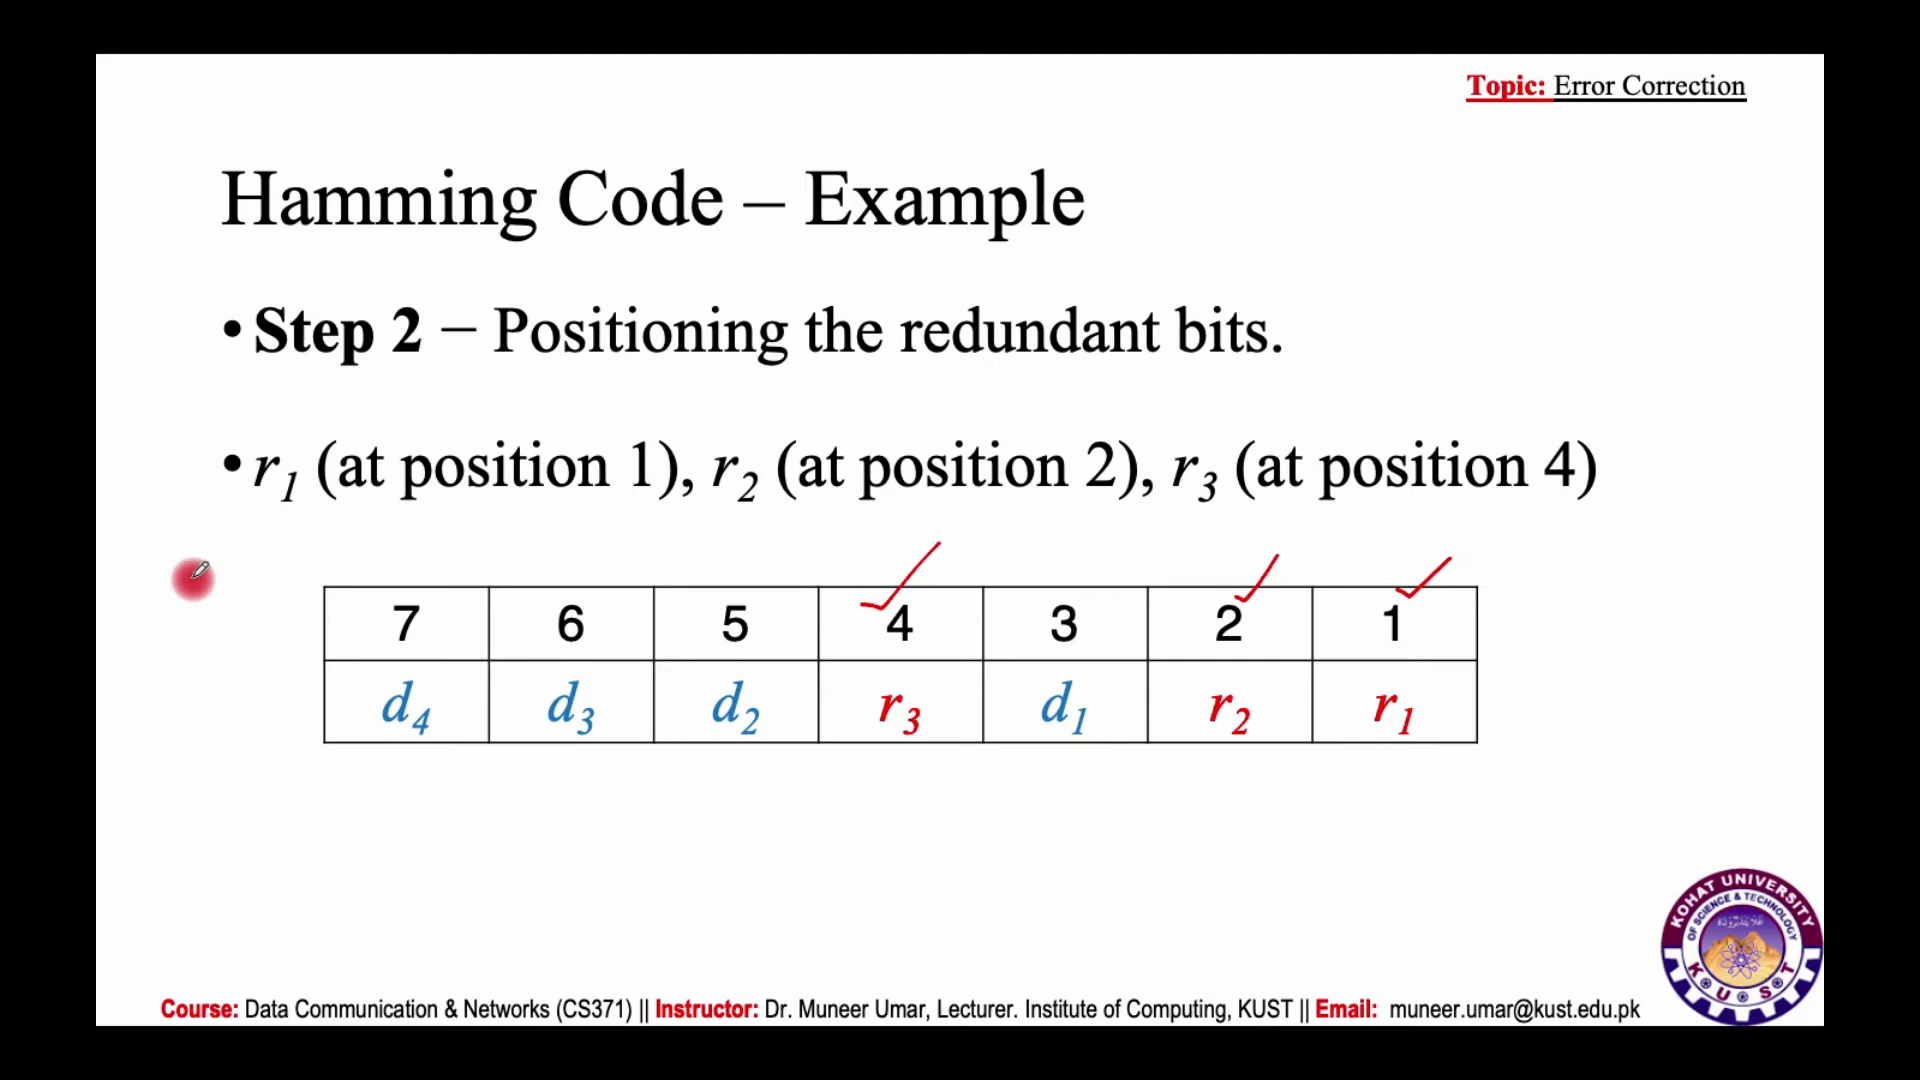 Topic: Error Correction
Hamming Code – Example
•Step 2 − Positioning the redundant bits.
•r1 (at position 1), r2 (at position 2), r3 (at position 4)
7 6 5 4 3 2 1
d4 d3 d2 r3 d1 r2 r1
KOHAT UNIVERSITY
OF SCIENCE & TECHNOLOGY
K U S T
Course: Data Communication & Networks (CS371) || Instructor: Dr. Muneer Umar, Lecturer. Institute of Computing, KUST || Email: muneer.umar@kust.edu.pk